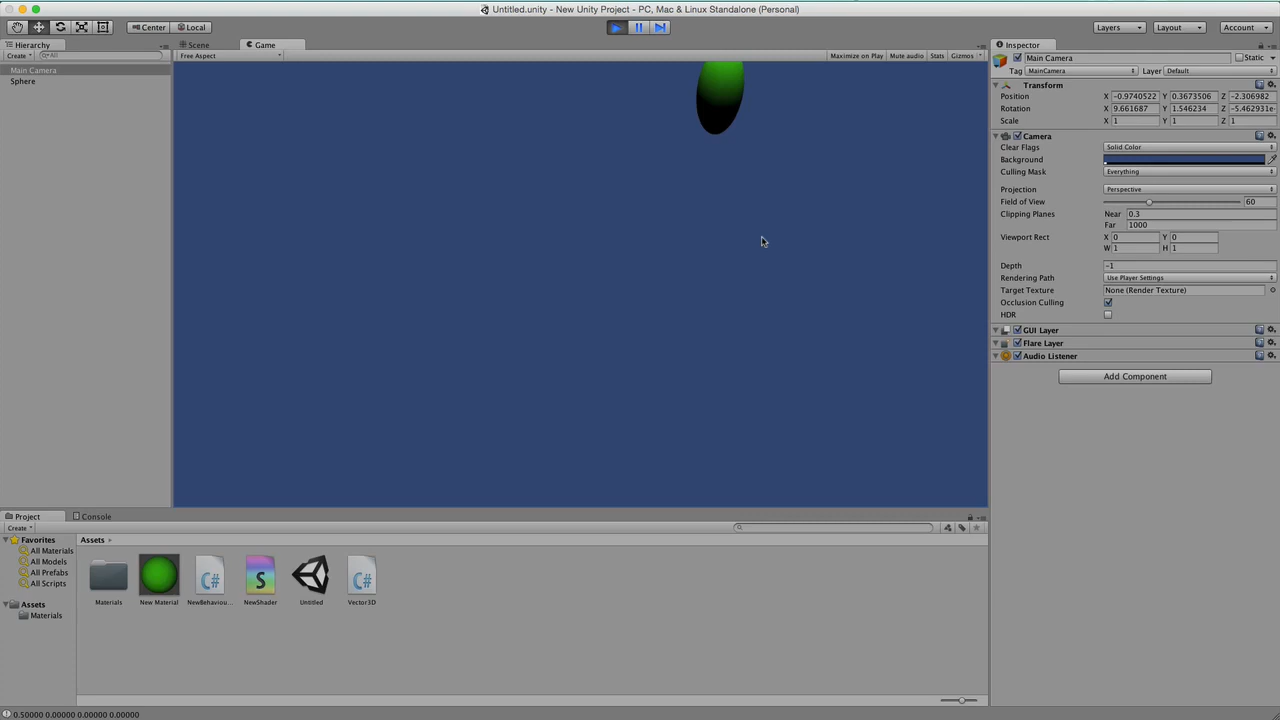 Untitled.unity - New Unity Project - PC, Mac & Linux Standalone (Personal)
Center Local Layers Layout Account
Hierarchy
Create All
Main Camera
Sphere
Scene Game
Free Aspect Maximize on Play Mute audio Stats Gizmos
Inspector
Main Camera Static
Tag MainCamera Layer Default
Transform
Position X -0.9740522 Y 0.3673506 Z -2.306982
Rotation X 9.661687 Y 1.546234 Z -5.462931e-
Scale X 1 Y 1 Z 1
Camera
Clear Flags Solid Color
Background
Culling Mask Everything
Projection Perspective
Field of View 60
Clipping Planes Near 0.3
Far 1000
Viewport Rect X 0 Y 0
W 1 H 1
Depth -1
Rendering Path Use Player Settings
Target Texture None (Render Texture)
Occlusion Culling
HDR
GUI Layer
Flare Layer
Audio Listener
Add Component
Project Console
Create
Favorites
All Materials
All Models
All Prefabs
All Scripts
Assets
Materials
Assets
C# S C#
Materials New Material NewBehaviou... NewShader Untitled Vector3D
0.50000 0.00000 0.00000 0.00000